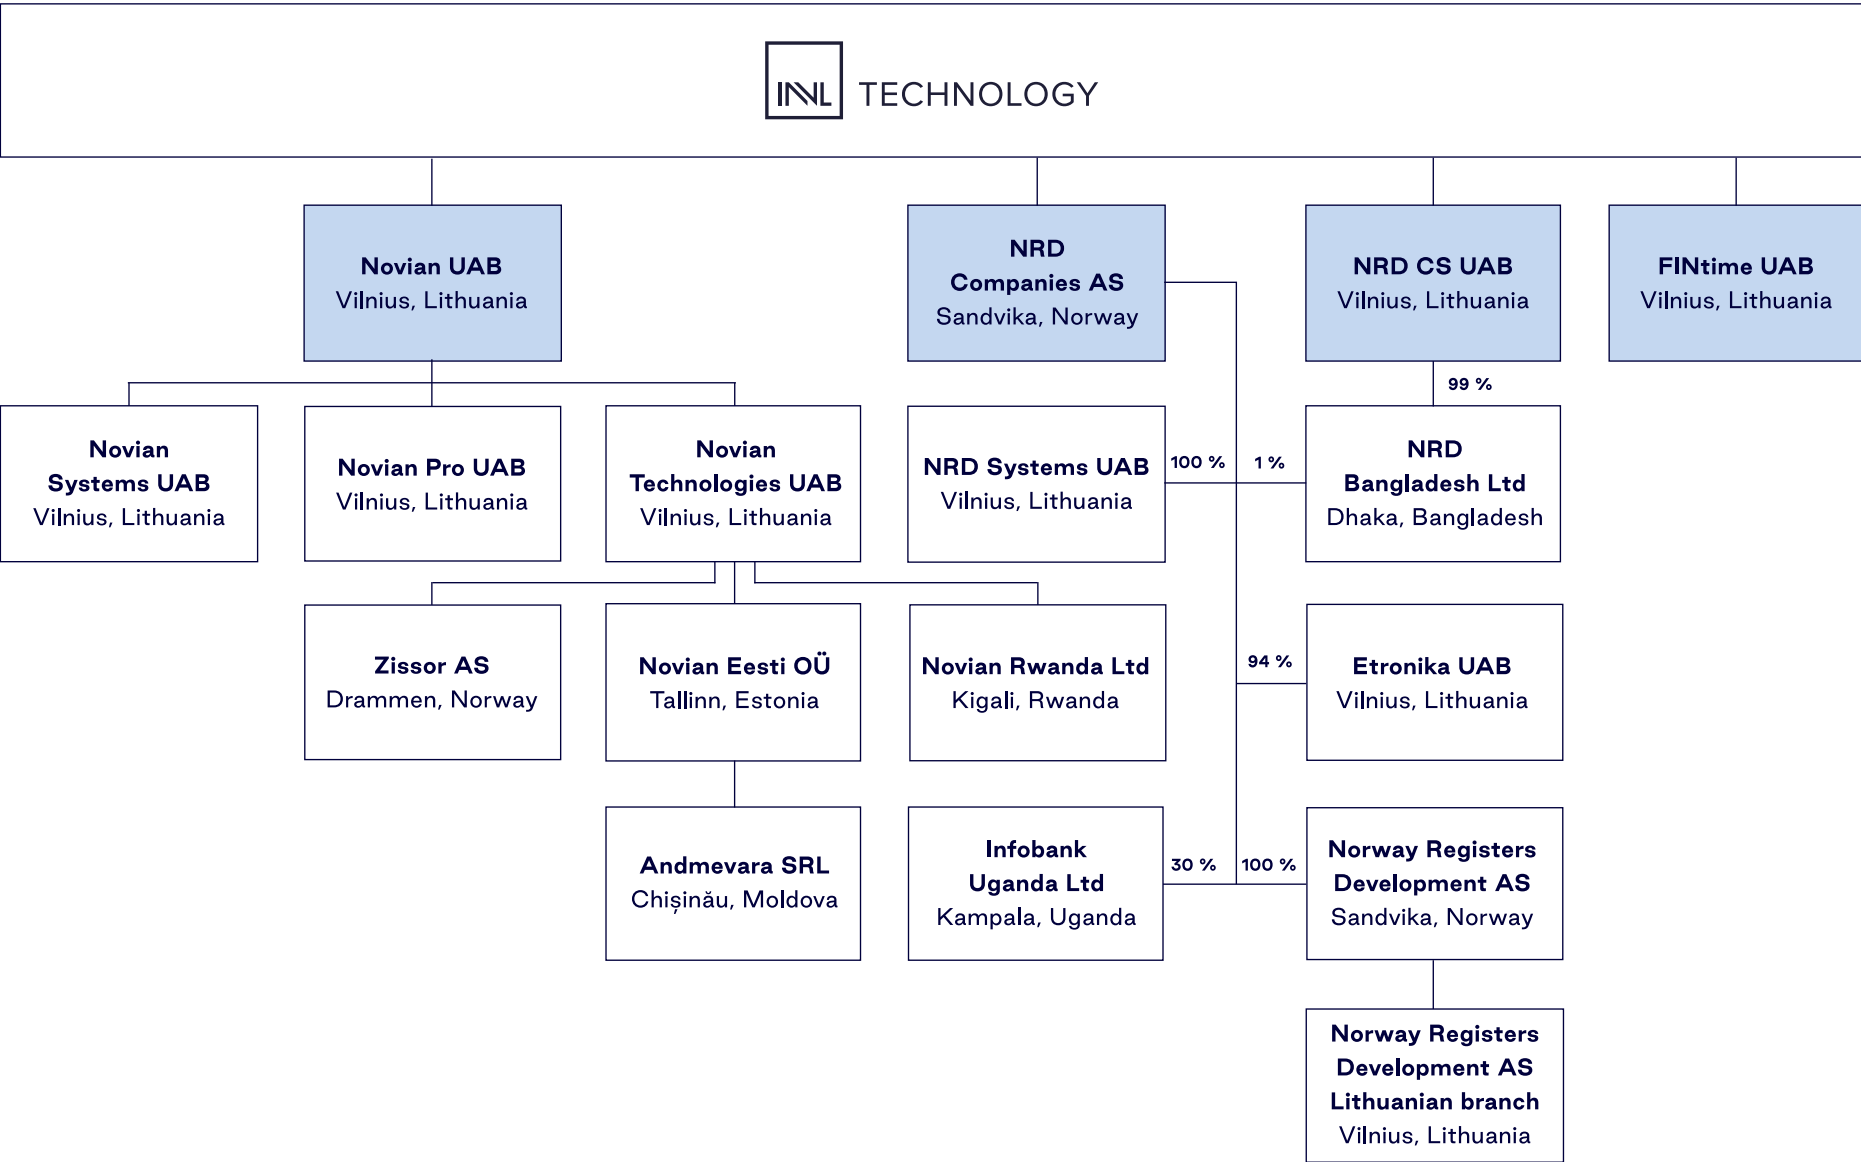 INVL TECHNOLOGY
Novian UAB
Vilnius, Lithuania
NRD
Companies AS
Sandvika, Norway
NRD CS UAB
Vilnius, Lithuania
FINtime UAB
Vilnius, Lithuania
99 %
Novian
Systems UAB
Vilnius, Lithuania
Novian Pro UAB
Vilnius, Lithuania
Novian
Technologies UAB
Vilnius, Lithuania
NRD Systems UAB
Vilnius, Lithuania
100 %
1 %
NRD
Bangladesh Ltd
Dhaka, Bangladesh
Zissor AS
Drammen, Norway
Novian Eesti OÜ
Tallinn, Estonia
Novian Rwanda Ltd
Kigali, Rwanda
94 %
Etronika UAB
Vilnius, Lithuania
Andmevara SRL
Chișinău, Moldova
Infobank
Uganda Ltd
Kampala, Uganda
30 %
100 %
Norway Registers
Development AS
Sandvika, Norway
Norway Registers
Development AS
Lithuanian branch
Vilnius, Lithuania